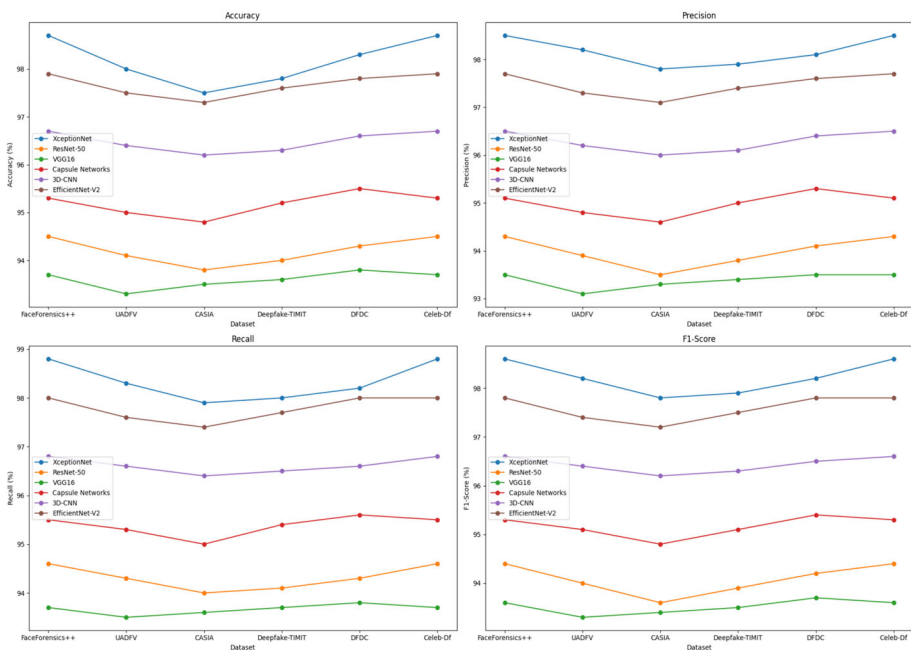 Accuracy
98
97
96
95
94
Accuracy (%)
XceptionNet
ResNet-50
VGG16
Capsule Networks
3D-CNN
EfficientNet-V2
FaceForensics++ UADFV CASIA Deepfake-TIMIT DFDC Celeb-Df
Dataset
Precision
98
97
96
95
94
93
Precision (%)
XceptionNet
ResNet-50
VGG16
Capsule Networks
3D-CNN
EfficientNet-V2
FaceForensics++ UADFV CASIA Deepfake-TIMIT DFDC Celeb-Df
Dataset
Recall
99
98
97
96
95
94
Recall (%)
XceptionNet
ResNet-50
VGG16
Capsule Networks
3D-CNN
EfficientNet-V2
FaceForensics++ UADFV CASIA Deepfake-TIMIT DFDC Celeb-Df
Dataset
F1-Score
98
97
96
95
94
F1-Score (%)
XceptionNet
ResNet-50
VGG16
Capsule Networks
3D-CNN
EfficientNet-V2
FaceForensics++ UADFV CASIA Deepfake-TIMIT DFDC Celeb-Df
Dataset